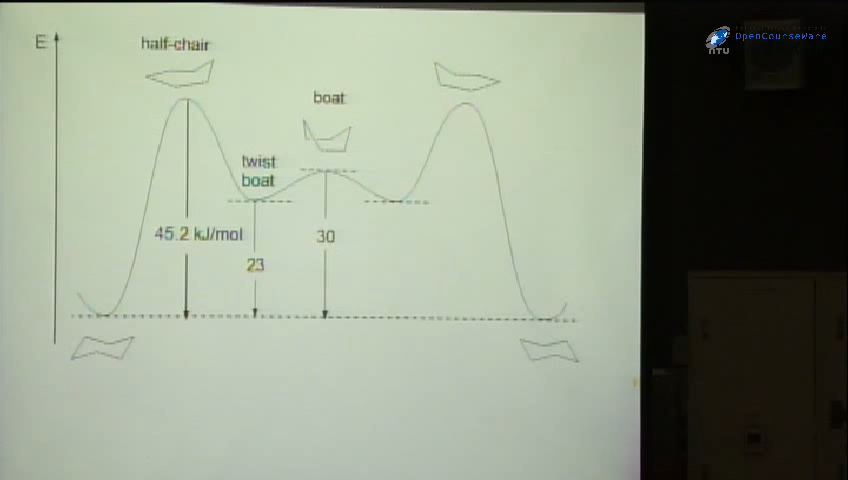 E
half-chair
boat
twist
boat
45.2 kJ/mol
30
23
OpenCourseWare
NTU